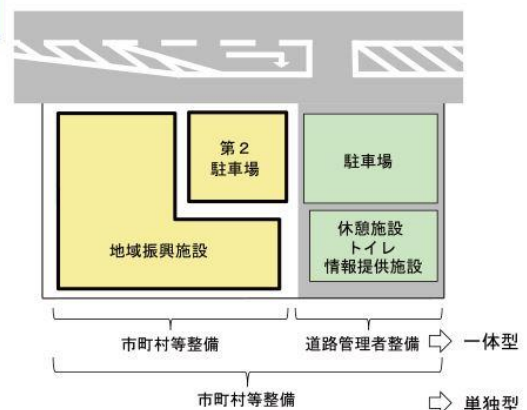 第2
駐車場
駐車場
地域振興施設
休憩施設
トイレ
情報提供施設
市町村等整備
道路管理者整備
一体型
市町村等整備
単独型